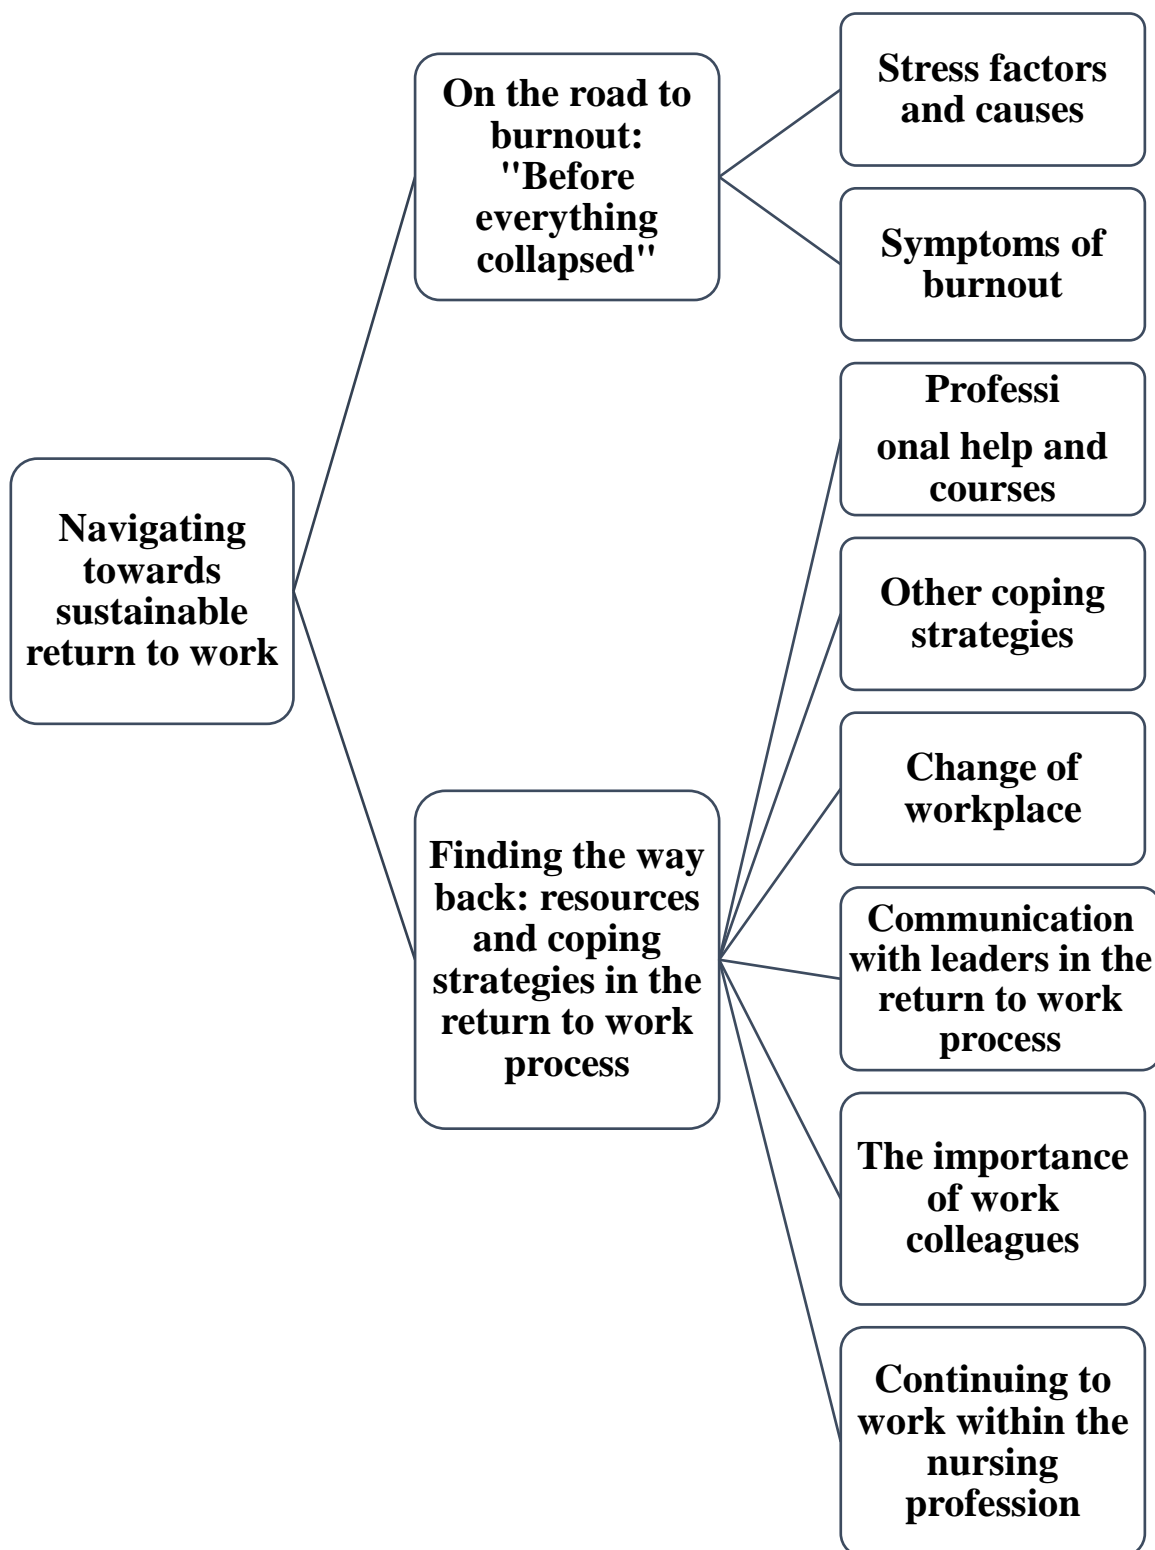 Navigating
towards
sustainable
return to work
On the road to
burnout:
"Before
everything
collapsed"
Stress factors
and causes
Symptoms of
burnout
Finding the way
back: resources
and coping
strategies in the
return to work
process
Professi
onal help and
courses
Other coping
strategies
Change of
workplace
Communication
with leaders in the
return to work
process
The importance
of work
colleagues
Continuing to
work within the
nursing
profession